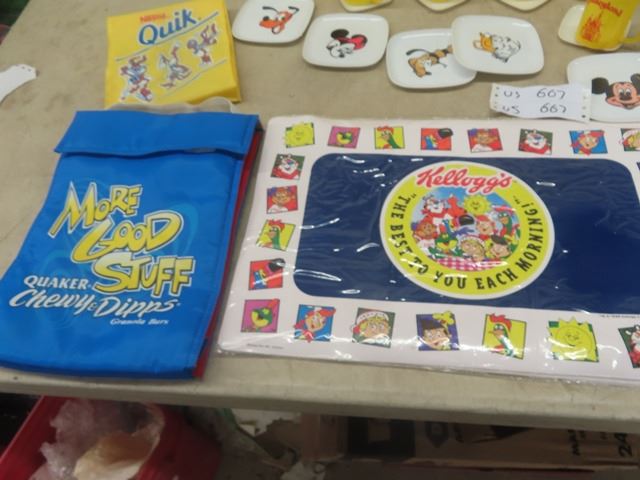 Nestlé
Quik.
US 667
US 667
MORE
GOOD
STUFF
QUAKER
Chewy & Dipps
Granola Bars
Kellogg's
"THE BEST TO YOU EACH MORNING!"